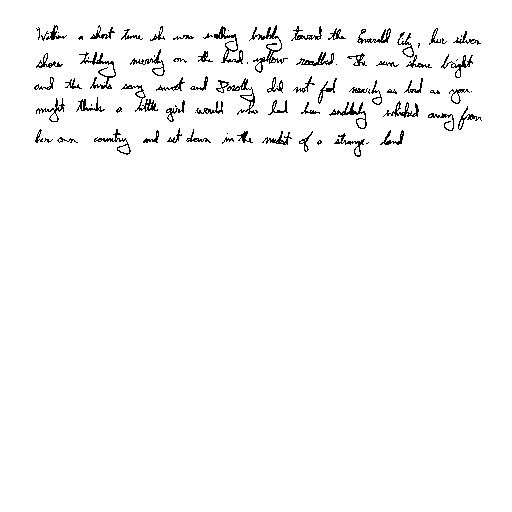 Within a short time she was walking briskly toward the Emerald City, her silver
shoes tinkling merrily on the hard, yellow roadbed. The sun shone bright
and the birds sang sweet and Dorothy did not feel nearly as bad as you
might think a little girl would who had been suddenly whisked away from
her own country and set down in the midst of a strange land